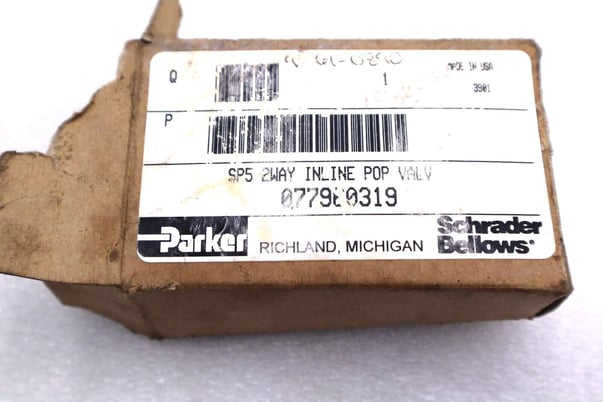 Q 1 MADE IN USA
3901
P
SP5 2WAY INLINE POP VALV
077980319
Parker RICHLAND, MICHIGAN Schrader Bellows